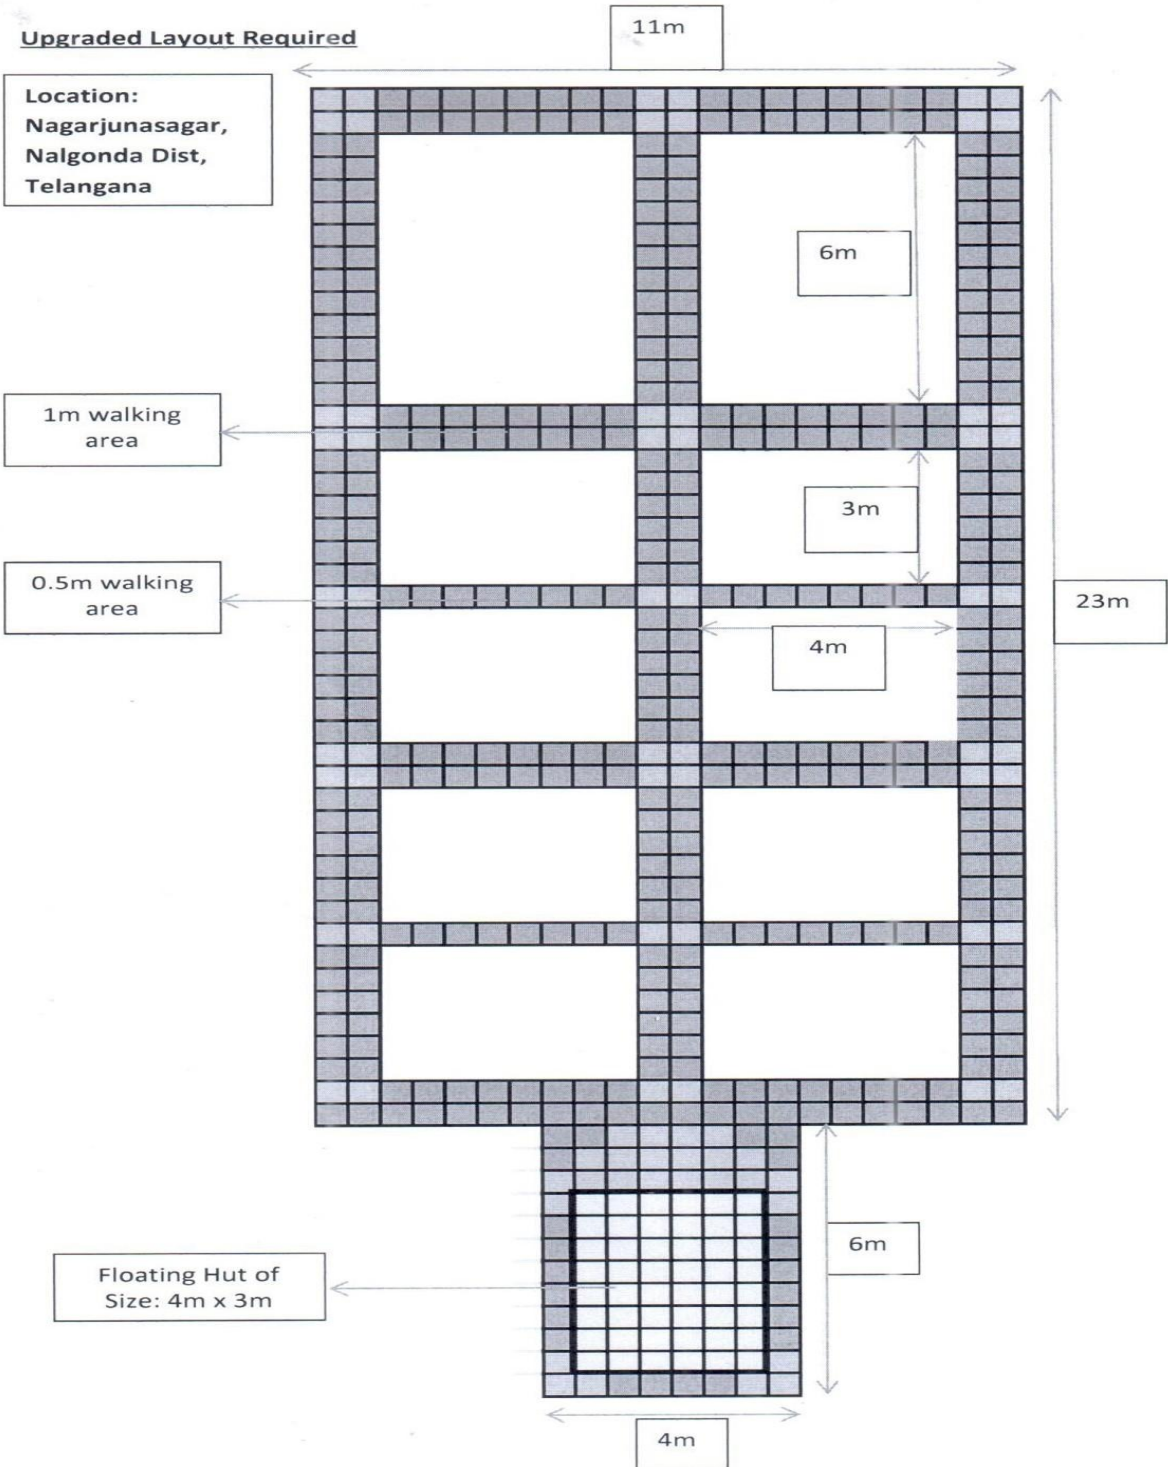 Upgraded Layout Required
11m
Location:
Nagarjunasagar,
Nalgonda Dist,
Telangana
6m
1m walking
area
3m
0.5m walking
area
23m
4m
6m
Floating Hut of
Size: 4m x 3m
4m